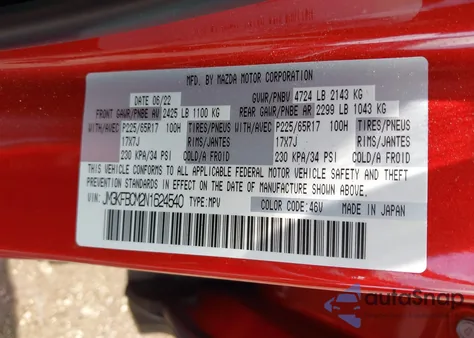 MFD. BY MAZDA MOTOR CORPORATION
DATE 06/22 GVWR/PNBV 4724 LB 2143 KG
FRONT GAWR/PNBE AV 2425 LB 1100 KG REAR GAWR/PNBE AR 2299 LB 1043 KG
WITH/AVEC P225/65R17 100H TIRES/PNEUS WITH/AVEC P225/65R17 100H TIRES/PNEUS
17X7J RIMS/JANTES 17X7J RIMS/JANTES
230 KPA/34 PSI COLD/A FROID 230 KPA/34 PSI COLD/A FROID
THIS VEHICLE CONFORMS TO ALL APPLICABLE FEDERAL MOTOR VEHICLE SAFETY AND THEFT
PREVENTION STANDARDS IN EFFECT ON THE DATE OF MANUFACTURE SHOWN ABOVE.
VIN: JM3KFBCM2N1624540 TYPE: MPV COLOR CODE: 46V MADE IN JAPAN
autoSnap